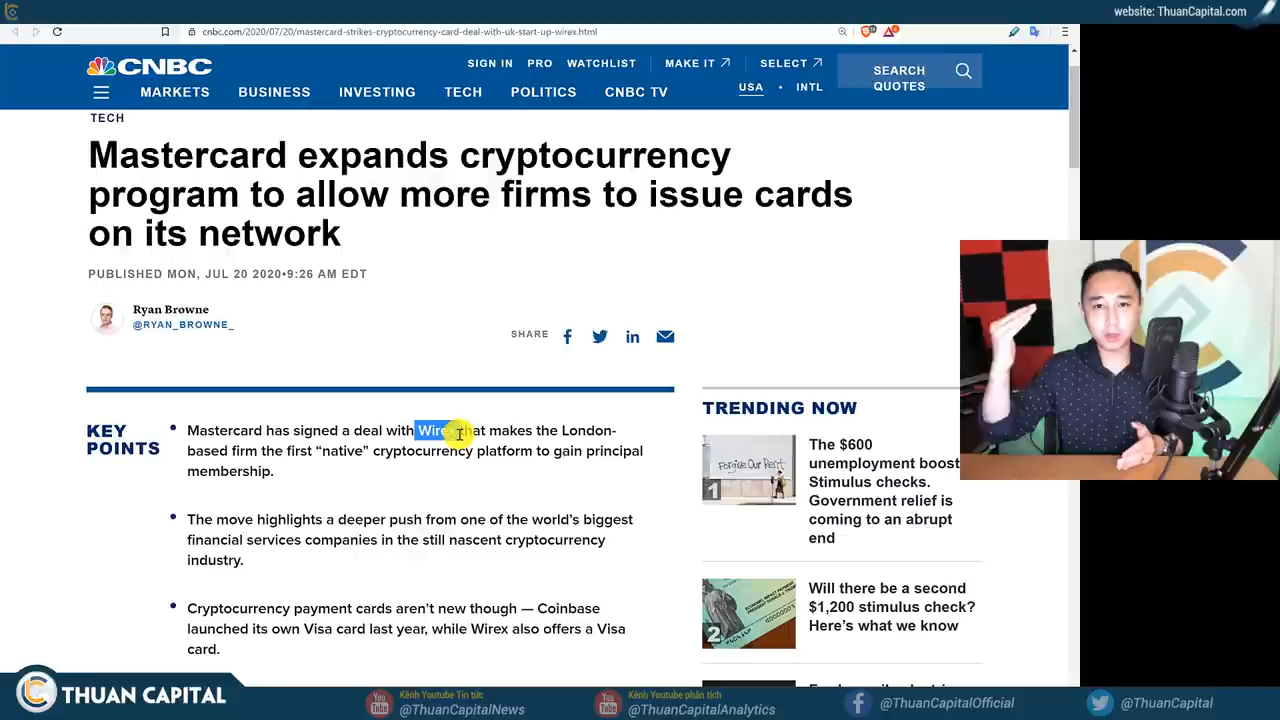 website: ThuanCapital.com
cnbc.com/2020/07/20/mastercard-strikes-cryptocurrency-card-deal-with-uk-start-up-wirex.html
CNBC
SIGN IN PRO WATCHLIST MAKE IT SELECT
SEARCH QUOTES
USA • INTL
MARKETS BUSINESS INVESTING TECH POLITICS CNBC TV
TECH
Mastercard expands cryptocurrency
program to allow more firms to issue cards
on its network
PUBLISHED MON, JUL 20 2020•9:26 AM EDT
Ryan Browne
@RYAN_BROWNE_
SHARE
KEY
POINTS
Mastercard has signed a deal with Wirex that makes the London-
based firm the first “native” cryptocurrency platform to gain principal
membership.
The move highlights a deeper push from one of the world’s biggest
financial services companies in the still nascent cryptocurrency
industry.
Cryptocurrency payment cards aren’t new though — Coinbase
launched its own Visa card last year, while Wirex also offers a Visa
card.
TRENDING NOW
Forgive Our Rent
1
The $600
unemployment boost
Stimulus checks.
Government relief is
coming to an abrupt
end
2
Will there be a second
$1,200 stimulus check?
Here’s what we know
THUAN CAPITAL
You Tube
Kênh Youtube Tin tức
@ThuanCapitalNews
You Tube
Kênh Youtube phân tích
@ThuanCapitalAnalytics
@ThuanCapitalOfficial
@ThuanCapital